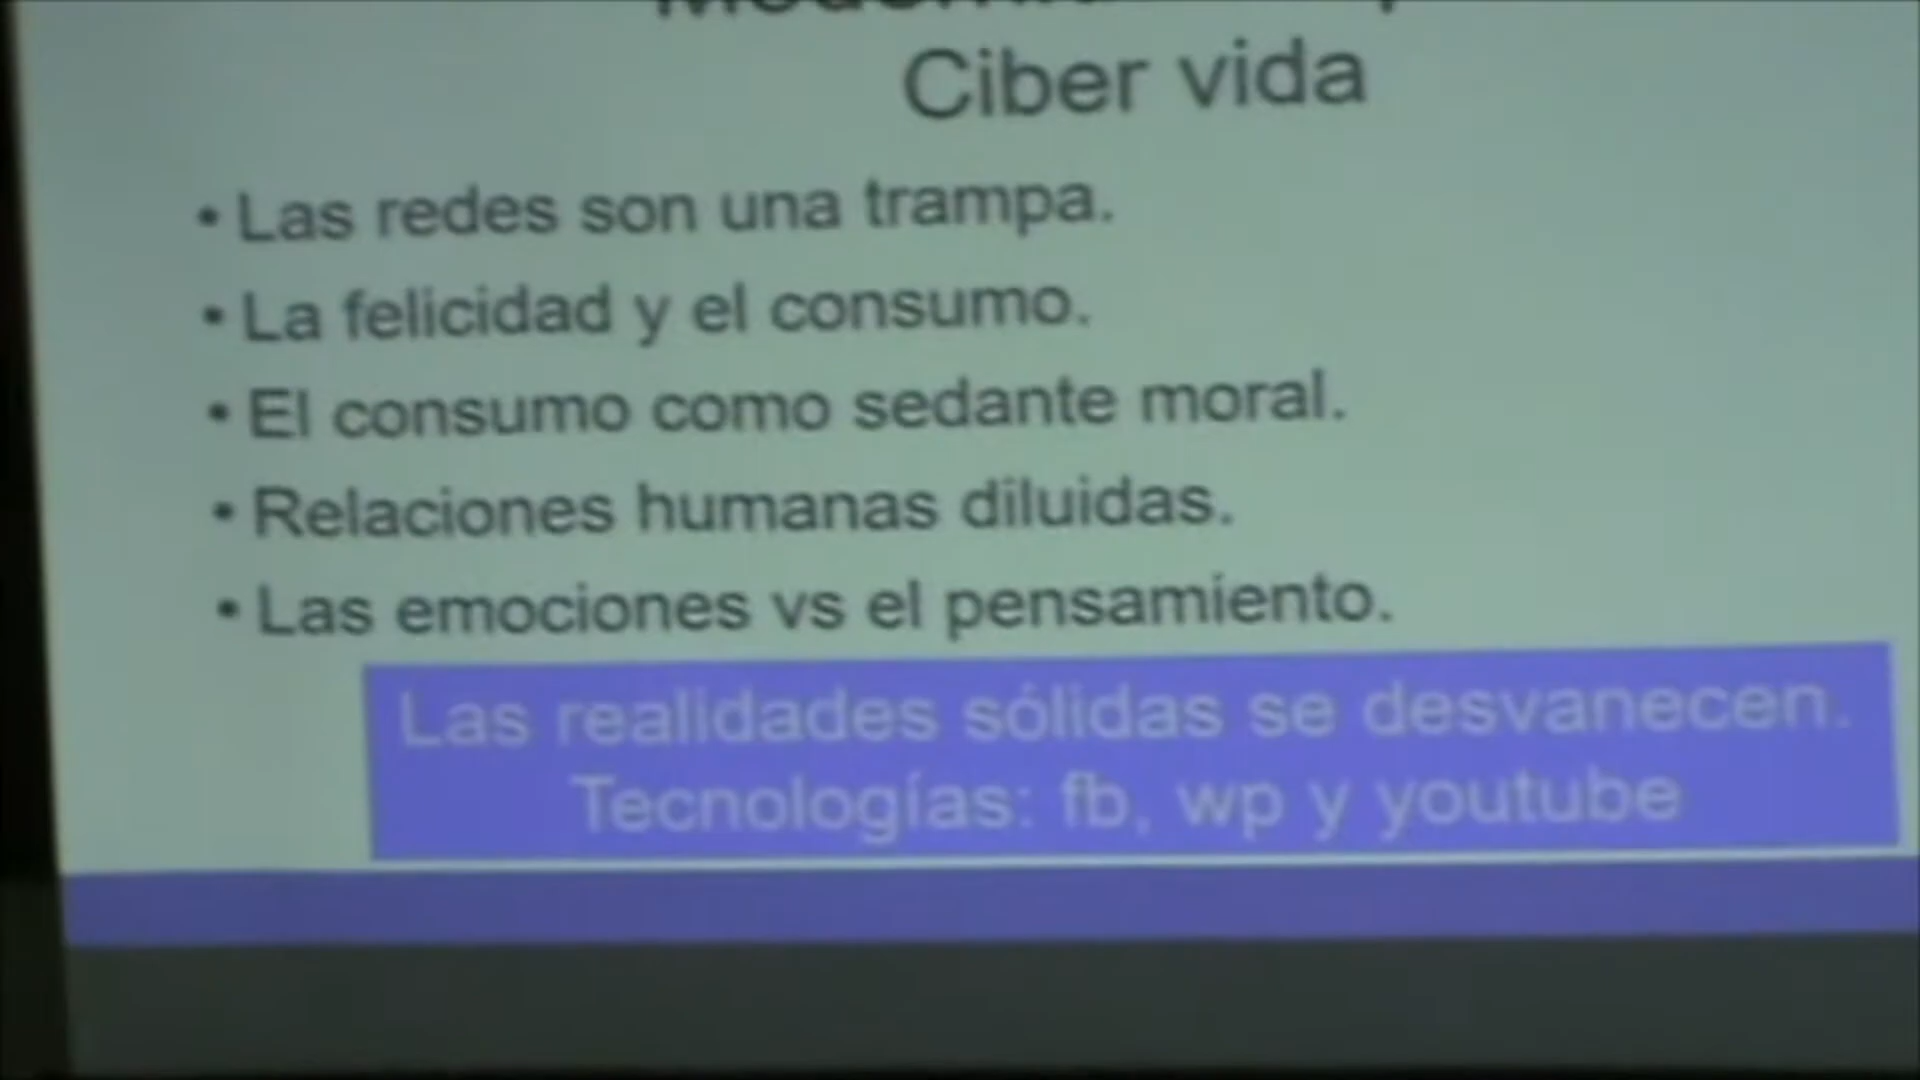 Ciber vida
• Las redes son una trampa.
• La felicidad y el consumo.
• El consumo como sedante moral.
• Relaciones humanas diluidas.
• Las emociones vs el pensamiento.
Las realidades sólidas se desvanecen.
Tecnologías: fb, wp y youtube